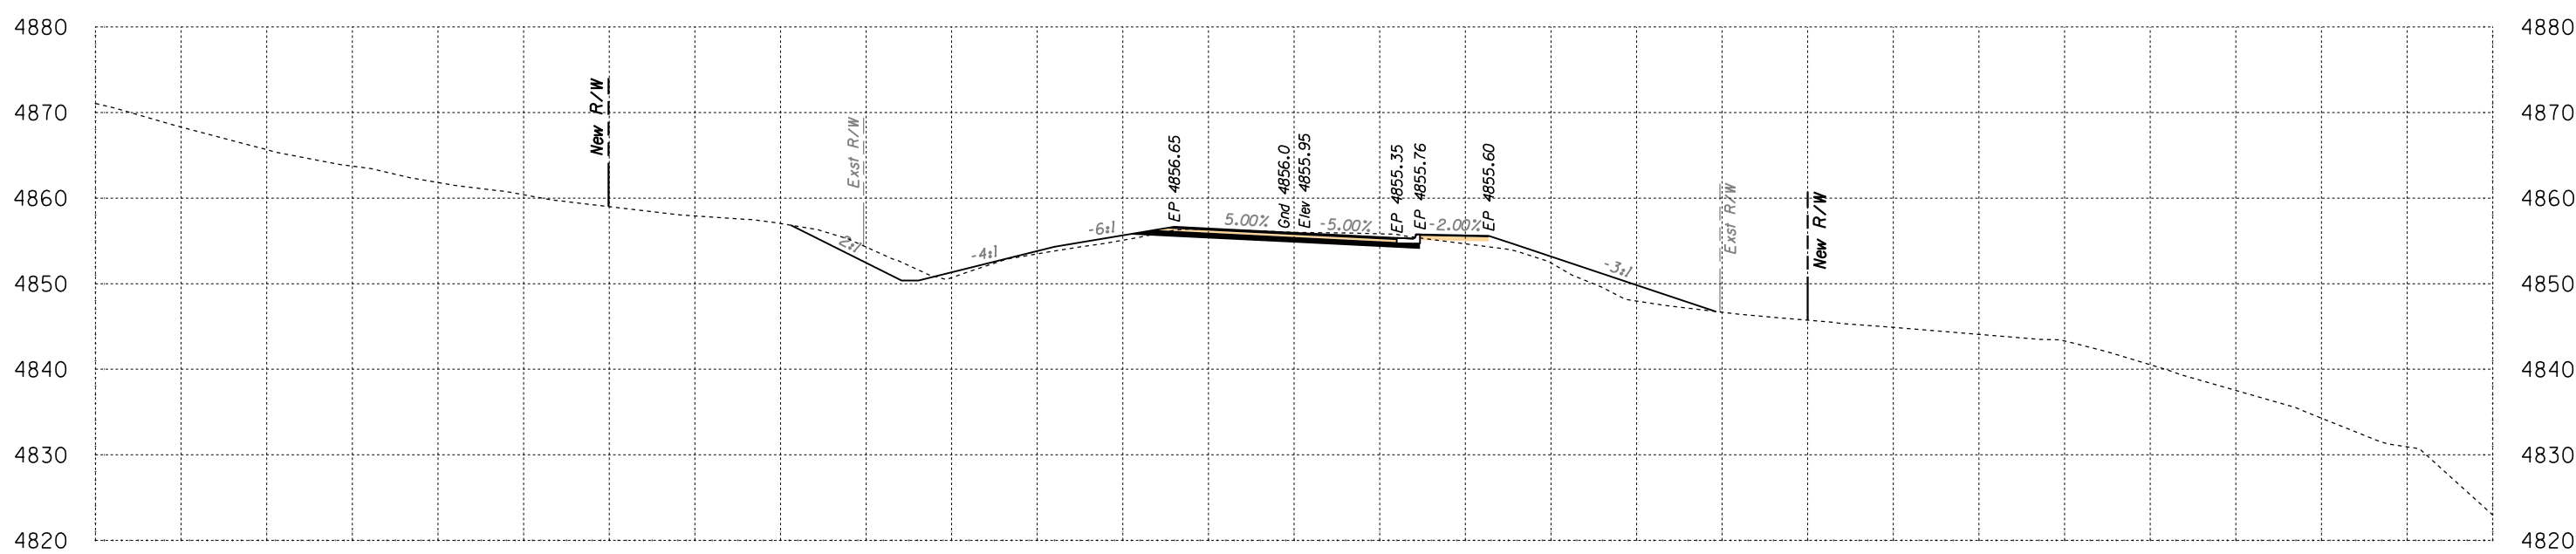 4880
4880
4870
4870
4860
4860
4850
4850
4840
4840
4830
4830
4820
4820
New R/W
Exst R/W
2:1
-4:1
-6:1
EP 4856.65
5.00%
Gnd 4856.0
Elev 4855.95
-5.00%
EP 4855.35
EP 4855.76
-2.00%
EP 4855.60
-3:1
Exst R/W
New R/W